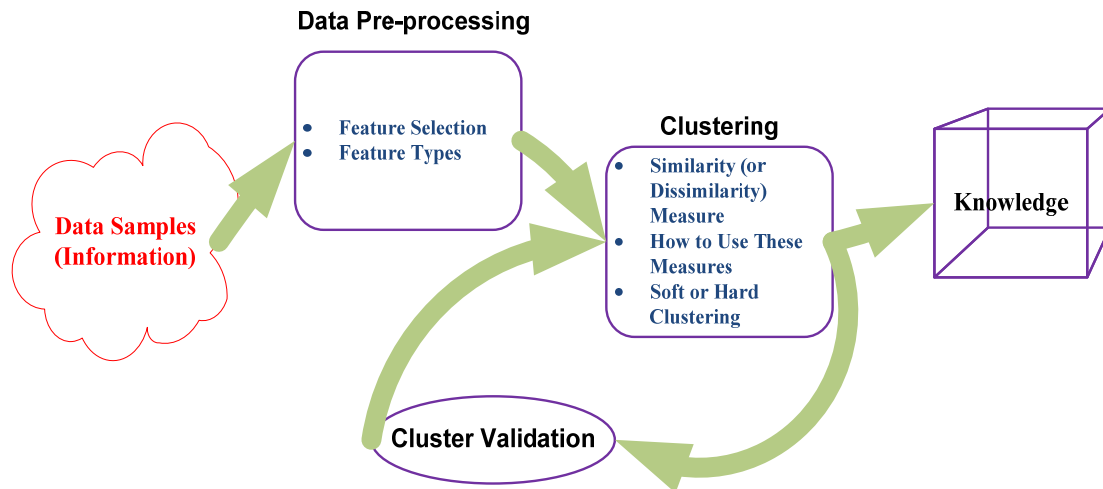 Data Pre-processing
• Feature Selection
• Feature Types
Data Samples
(Information)
Clustering
• Similarity (or
Dissimilarity)
Measure
• How to Use These
Measures
• Soft or Hard
Clustering
Knowledge
Cluster Validation